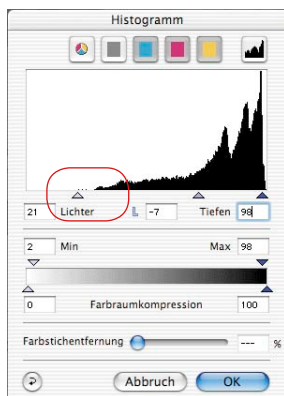 Histogramm
21 Lichter L -7 Tiefen 98
2 Min Max 98
0 Farbraumkompression 100
Farbstichentfernung --- %
Abbruch OK